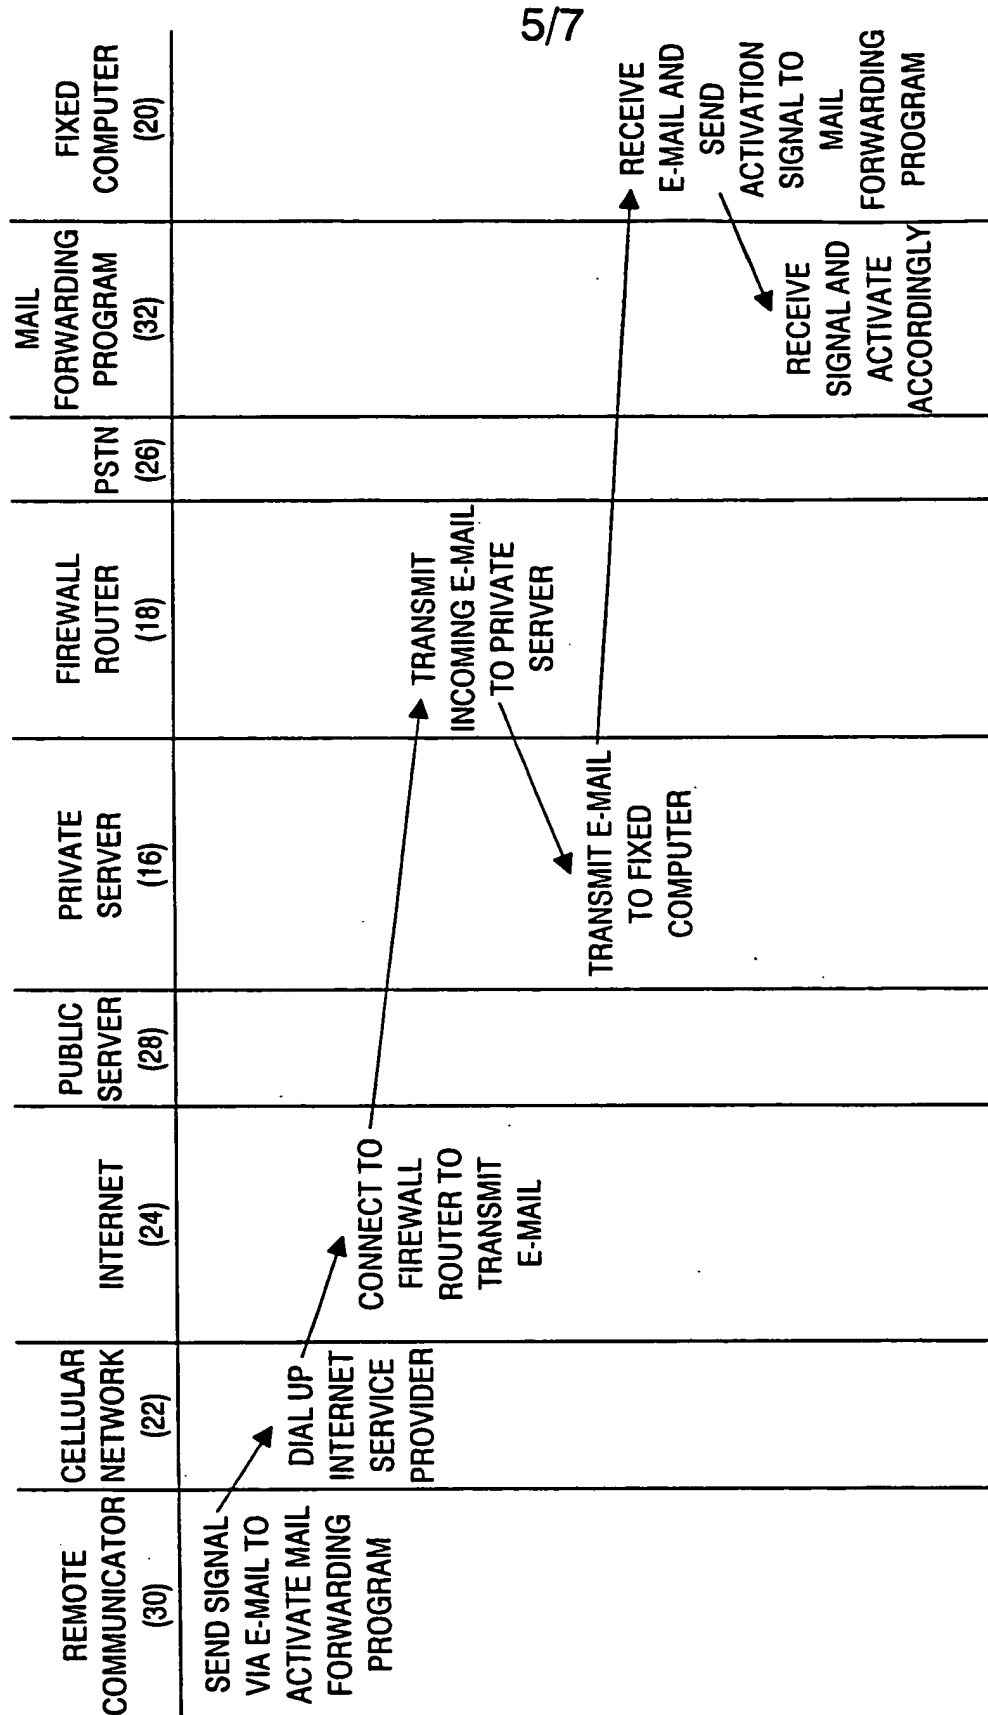 5/7
REMOTE
COMMUNICATOR
(30)
CELLULAR
NETWORK
(22)
INTERNET
(24)
PUBLIC
SERVER
(28)
PRIVATE
SERVER
(16)
FIREWALL
ROUTER
(18)
PSTN
(26)
MAIL
FORWARDING
PROGRAM
(32)
FIXED
COMPUTER
(20)
SEND SIGNAL
VIA E-MAIL TO
ACTIVATE MAIL
FORWARDING
PROGRAM
DIAL UP
INTERNET
SERVICE
PROVIDER
CONNECT TO
FIREWALL
ROUTER TO
TRANSMIT
E-MAIL
TRANSMIT
INCOMING E-MAIL
TO PRIVATE
SERVER
TRANSMIT E-MAIL
TO FIXED
COMPUTER
RECEIVE
E-MAIL AND
SEND
ACTIVATION
SIGNAL TO
MAIL
FORWARDING
PROGRAM
RECEIVE
SIGNAL AND
ACTIVATE
ACCORDINGLY